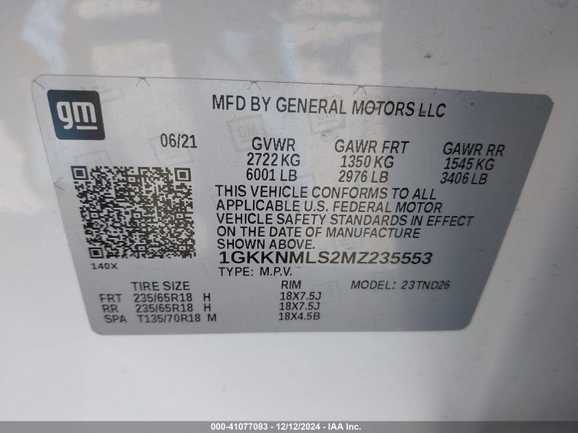 gm
MFD BY GENERAL MOTORS LLC
06/21 GVWR GAWR FRT GAWR RR
2722 KG 1350 KG 1545 KG
6001 LB 2976 LB 3406 LB
THIS VEHICLE CONFORMS TO ALL
APPLICABLE U.S. FEDERAL MOTOR
VEHICLE SAFETY STANDARDS IN EFFECT
ON THE DATE OF MANUFACTURE
SHOWN ABOVE.
140X 1GKKNMLS2MZ235553
TYPE: M.P.V. MODEL: 23TND26
TIRE SIZE RIM
FRT 235/65R18 H 18X7.5J
RR 235/65R18 H 18X7.5J
SPA T135/70R18 M 18X4.5B
000-41077083 - 12/12/2024 - IAA Inc.